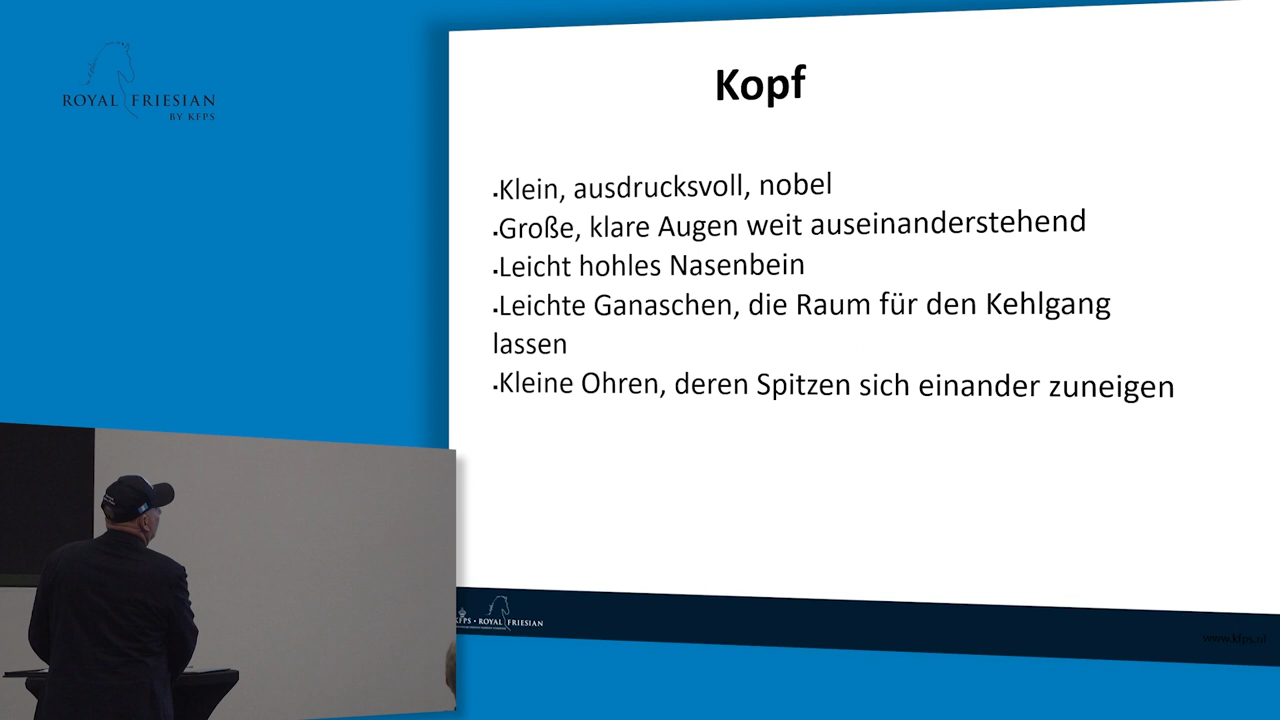 ROYAL FRIESIAN
BY KFPS
Kopf
▪Klein, ausdrucksvoll, nobel
▪Große, klare Augen weit auseinanderstehend
▪Leicht hohles Nasenbein
▪Leichte Ganaschen, die Raum für den Kehlgang
lassen
▪Kleine Ohren, deren Spitzen sich einander zuneigen
KFPS • ROYAL FRIESIAN
www.kfps.nl